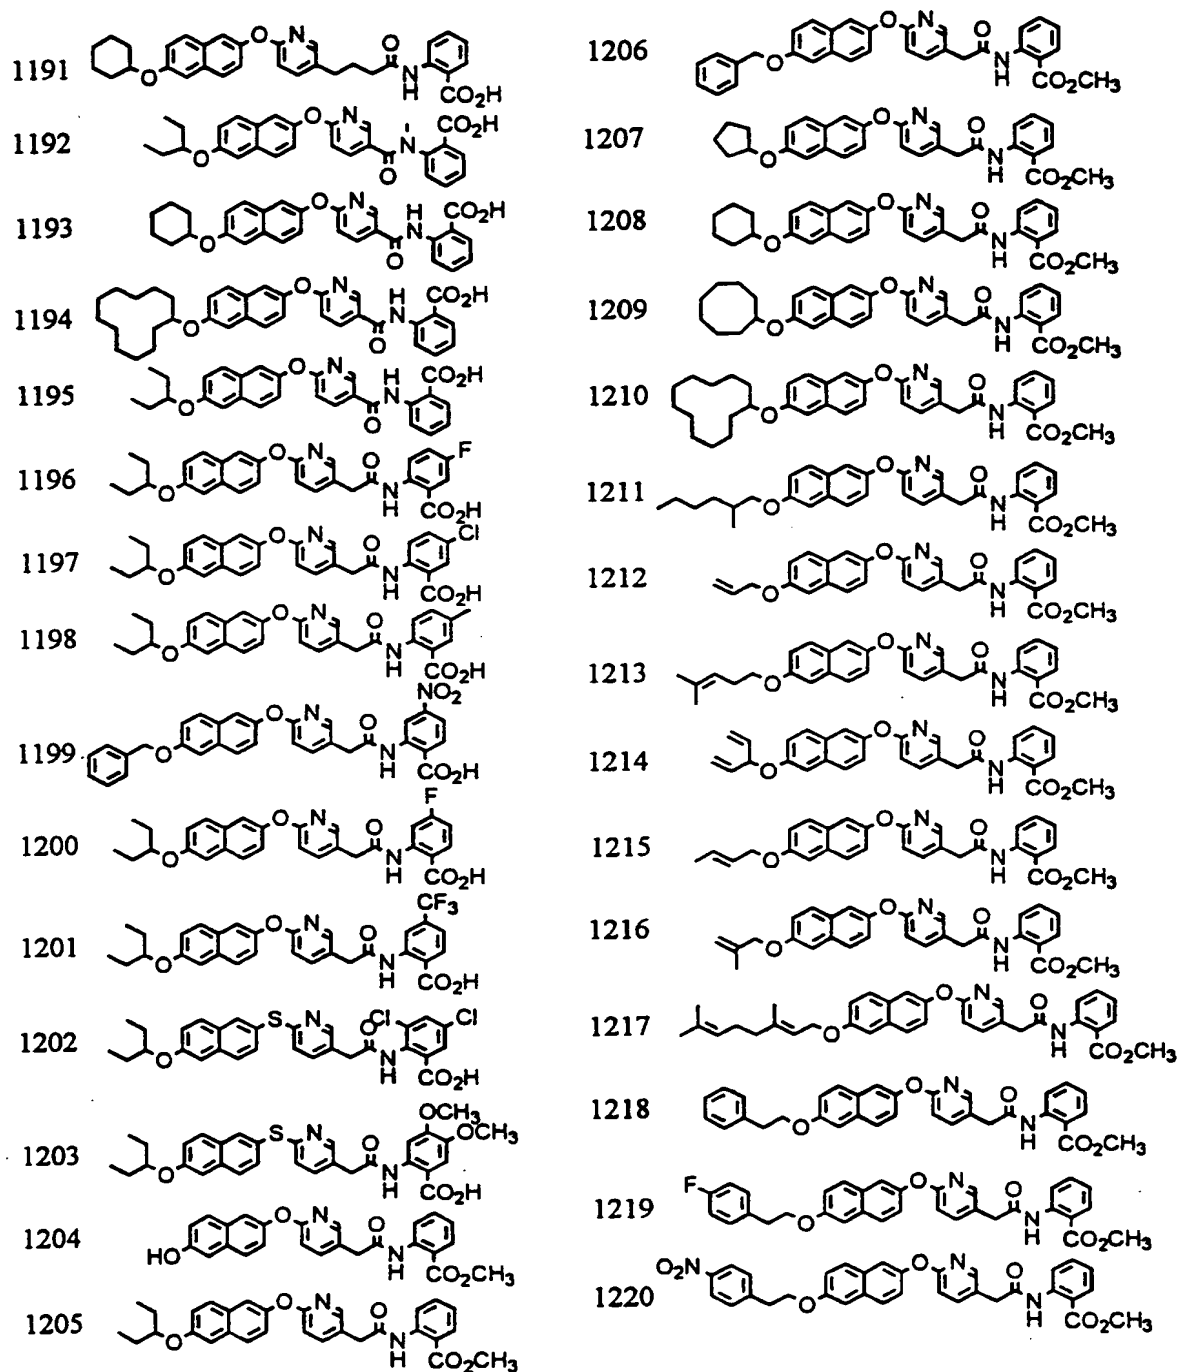 1191 O O N O N H CO₂H
1192 O O N O N CO₂H
1193 O O N O H N CO₂H
1194 O O N O H N CO₂H
1195 O O N O H N CO₂H
1196 O O N O N H F CO₂H
1197 O O N O N H Cl CO₂H
1198 O O N O N H CO₂H
1199 O O N O N H NO₂ CO₂H
1200 O O N O N H F CO₂H
1201 O O N O N H CF₃ CO₂H
1202 O S N O N H Cl Cl CO₂H
1203 O S N O N H OCH₃ OCH₃ CO₂H
1204 HO O N O N H CO₂CH₃
1205 O O N O N H CO₂CH₃
1206 O O N O N H CO₂CH₃
1207 O O N O N H CO₂CH₃
1208 O O N O N H CO₂CH₃
1209 O O N O N H CO₂CH₃
1210 O O N O N H CO₂CH₃
1211 O O N O N H CO₂CH₃
1212 O O N O N H CO₂CH₃
1213 O O N O N H CO₂CH₃
1214 O O N O N H CO₂CH₃
1215 O O N O N H CO₂CH₃
1216 O O N O N H CO₂CH₃
1217 O O N O N H CO₂CH₃
1218 O O N O N H CO₂CH₃
1219 F O O N O N H CO₂CH₃
1220 O₂N O O N O N H CO₂CH₃